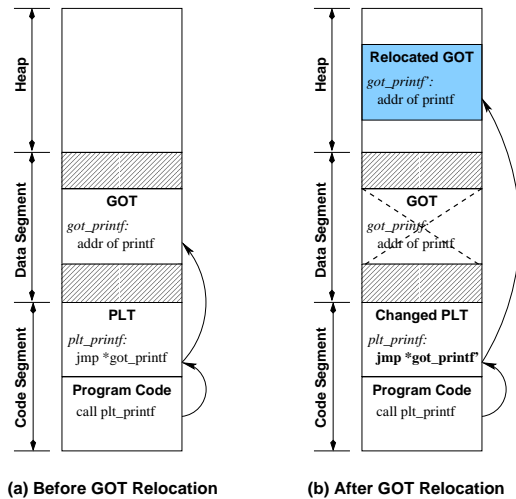 Heap
Data Segment
Code Segment
GOT
got_printf:
addr of printf
PLT
plt_printf:
jmp *got_printf
Program Code
call plt_printf
(a) Before GOT Relocation
Heap
Data Segment
Code Segment
Relocated GOT
got_printf':
addr of printf
GOT
got_printf:
addr of printf
Changed PLT
plt_printf:
jmp *got_printf'
Program Code
call plt_printf
(b) After GOT Relocation